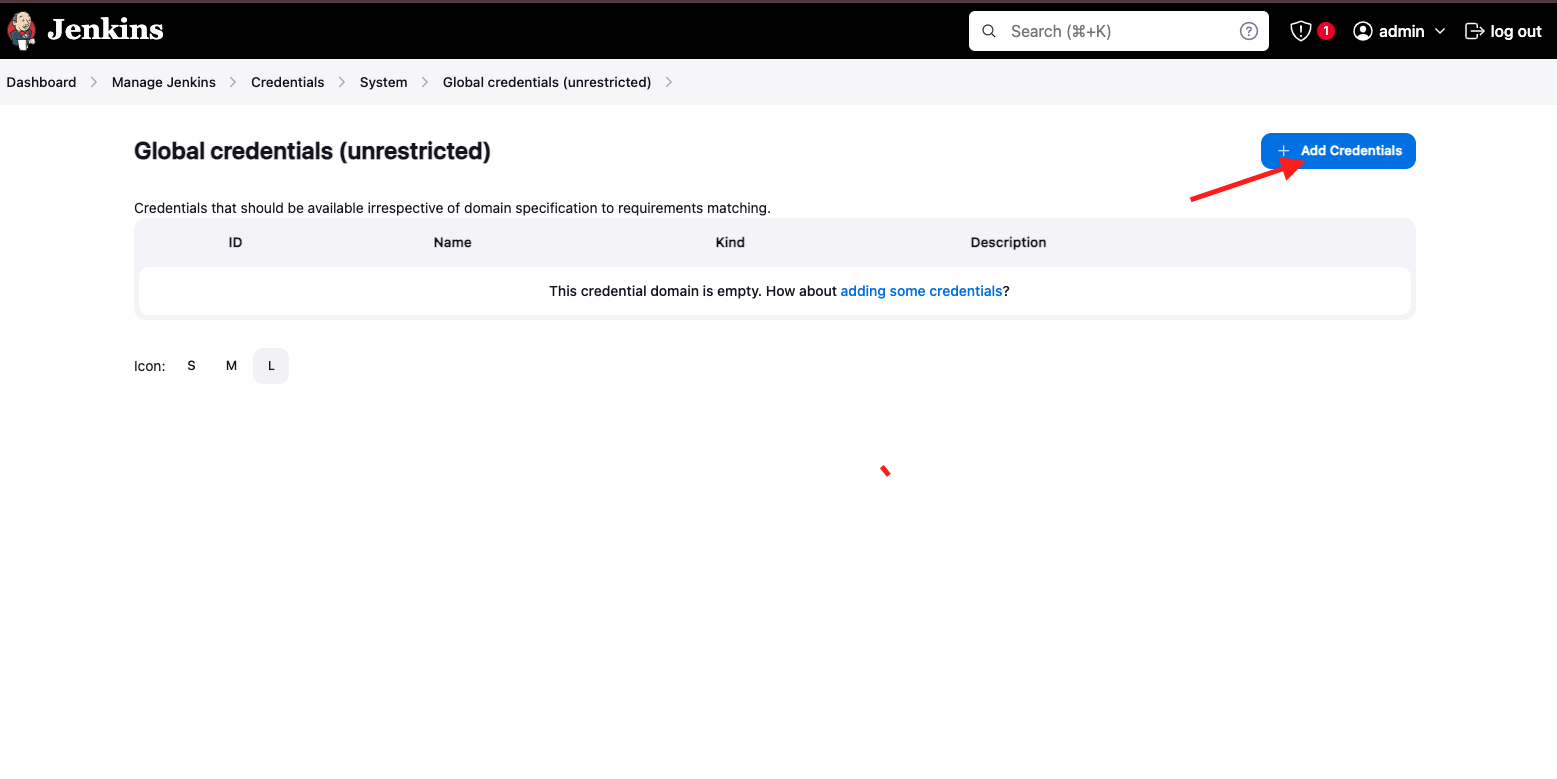 Jenkins
Search (⌘+K)
1
admin
log out
Dashboard
Manage Jenkins
Credentials
System
Global credentials (unrestricted)
Global credentials (unrestricted)
Add Credentials
Credentials that should be available irrespective of domain specification to requirements matching.
ID Name Kind Description
This credential domain is empty. How about adding some credentials?
Icon: S M L